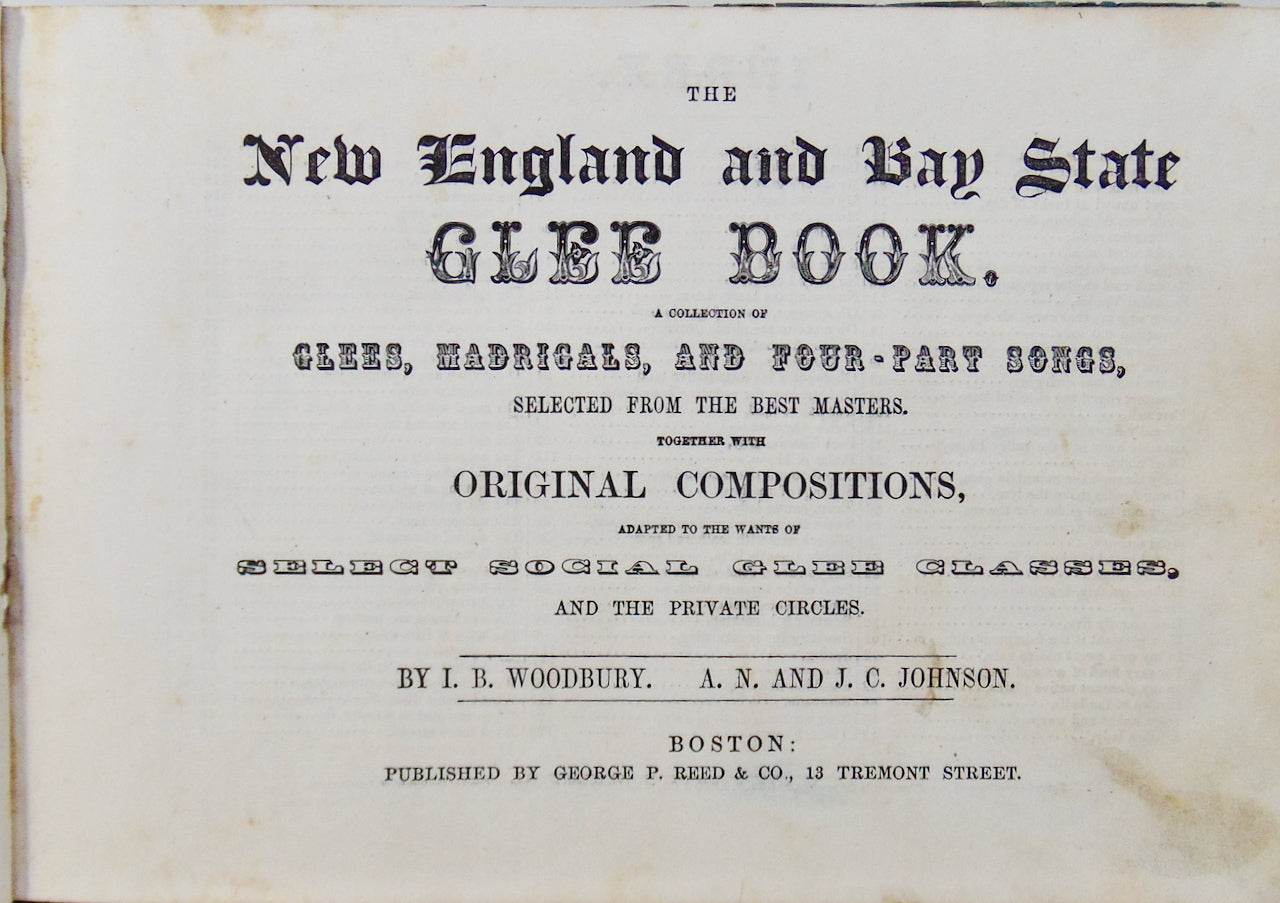 THE
New England and Bay State
GLEE BOOK.
A COLLECTION OF
GLEES, MADRIGALS, AND FOUR-PART SONGS,
SELECTED FROM THE BEST MASTERS.
TOGETHER WITH
ORIGINAL COMPOSITIONS,
ADAPTED TO THE WANTS OF
SELECT SOCIAL GLEE CLASSES,
AND THE PRIVATE CIRCLES.
BY I. B. WOODBURY. A. N. AND J. C. JOHNSON.
BOSTON:
PUBLISHED BY GEORGE P. REED & CO., 13 TREMONT STREET.